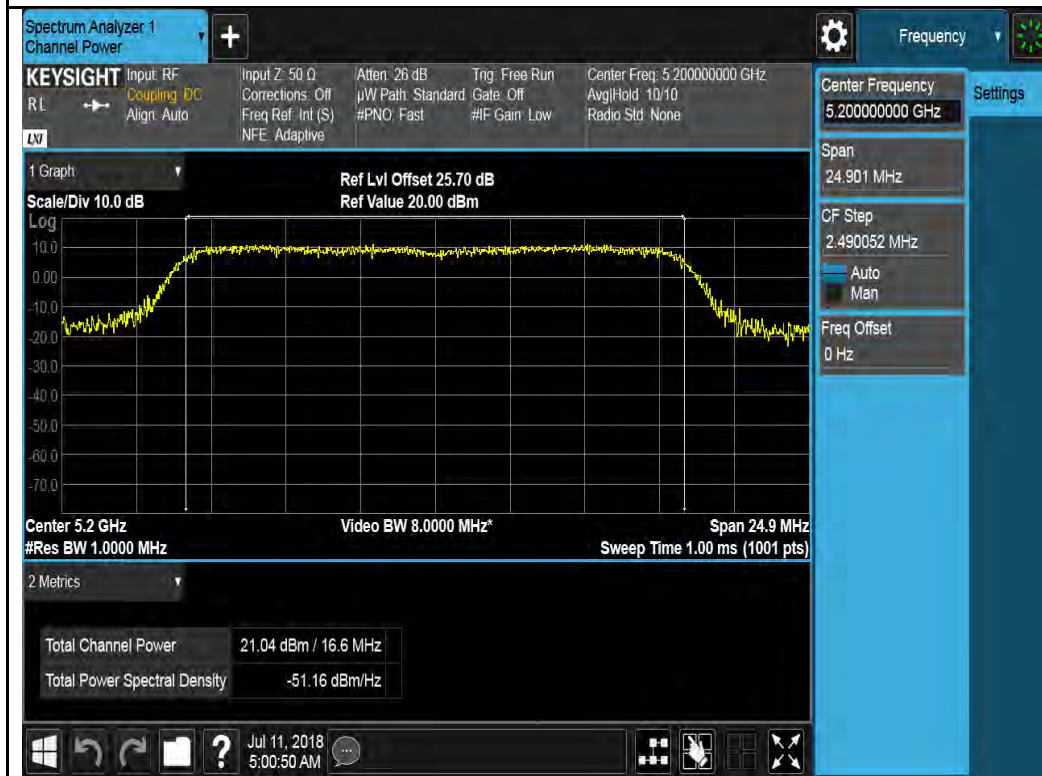 Spectrum Analyzer 1
Channel Power
+
Frequency
KEYSIGHT
RL
LXI
Input: RF
Coupling: DC
Align: Auto
Input Z: 50 Ω
Corrections: Off
Freq Ref: Int (S)
NFE: Adaptive
Atten: 26 dB
µW Path: Standard
#PNO: Fast
Trig: Free Run
Gate: Off
#IF Gain: Low
Center Freq: 5.200000000 GHz
Avg|Hold: 10/10
Radio Std: None
Center Frequency
5.200000000 GHz
Settings
Span
24.901 MHz
CF Step
2.490052 MHz
Auto
Man
Freq Offset
0 Hz
1 Graph
Scale/Div 10.0 dB
Ref Lvl Offset 25.70 dB
Ref Value 20.00 dBm
Log
10.0
0.00
-10.0
-20.0
-30.0
-40.0
-50.0
-60.0
-70.0
Center 5.2 GHz
Video BW 8.0000 MHz*
Span 24.9 MHz
#Res BW 1.0000 MHz
Sweep Time 1.00 ms (1001 pts)
2 Metrics
Total Channel Power 21.04 dBm / 16.6 MHz
Total Power Spectral Density -51.16 dBm/Hz
?
Jul 11, 2018
5:00:50 AM